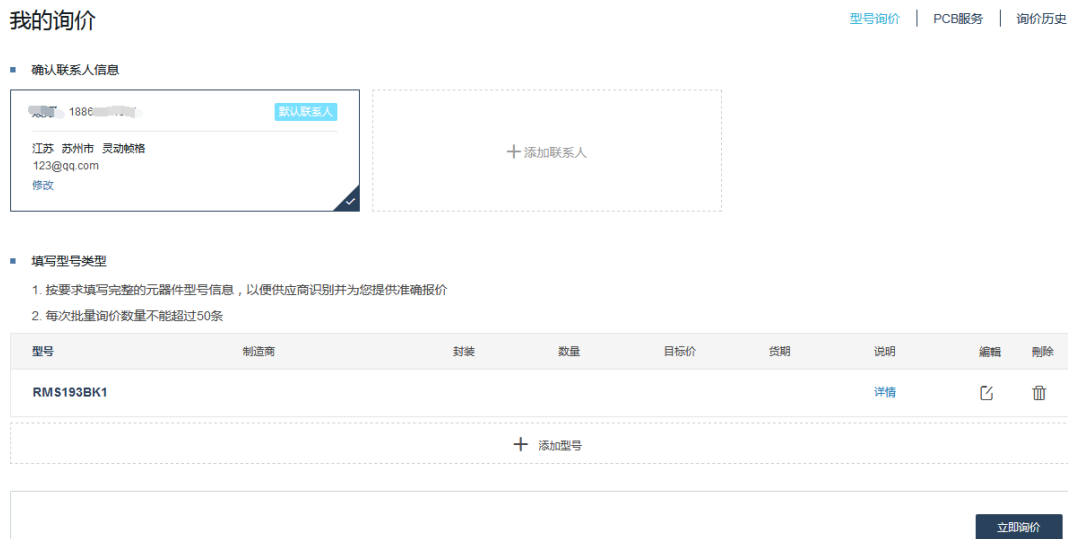 我的询价
型号询价 PCB服务 询价历史
确认联系人信息
默认联系人
江苏 苏州市 灵动帧格
123@qq.com
修改
添加联系人
填写型号类型
1. 按要求填写完整的元器件型号信息，以便供应商识别并为您提供准确报价
2. 每次批量询价数量不能超过50条
型号 制造商 封装 数量 目标价 货期 说明 编辑 刪除
RMS193BK1 详情
添加型号
立即询价